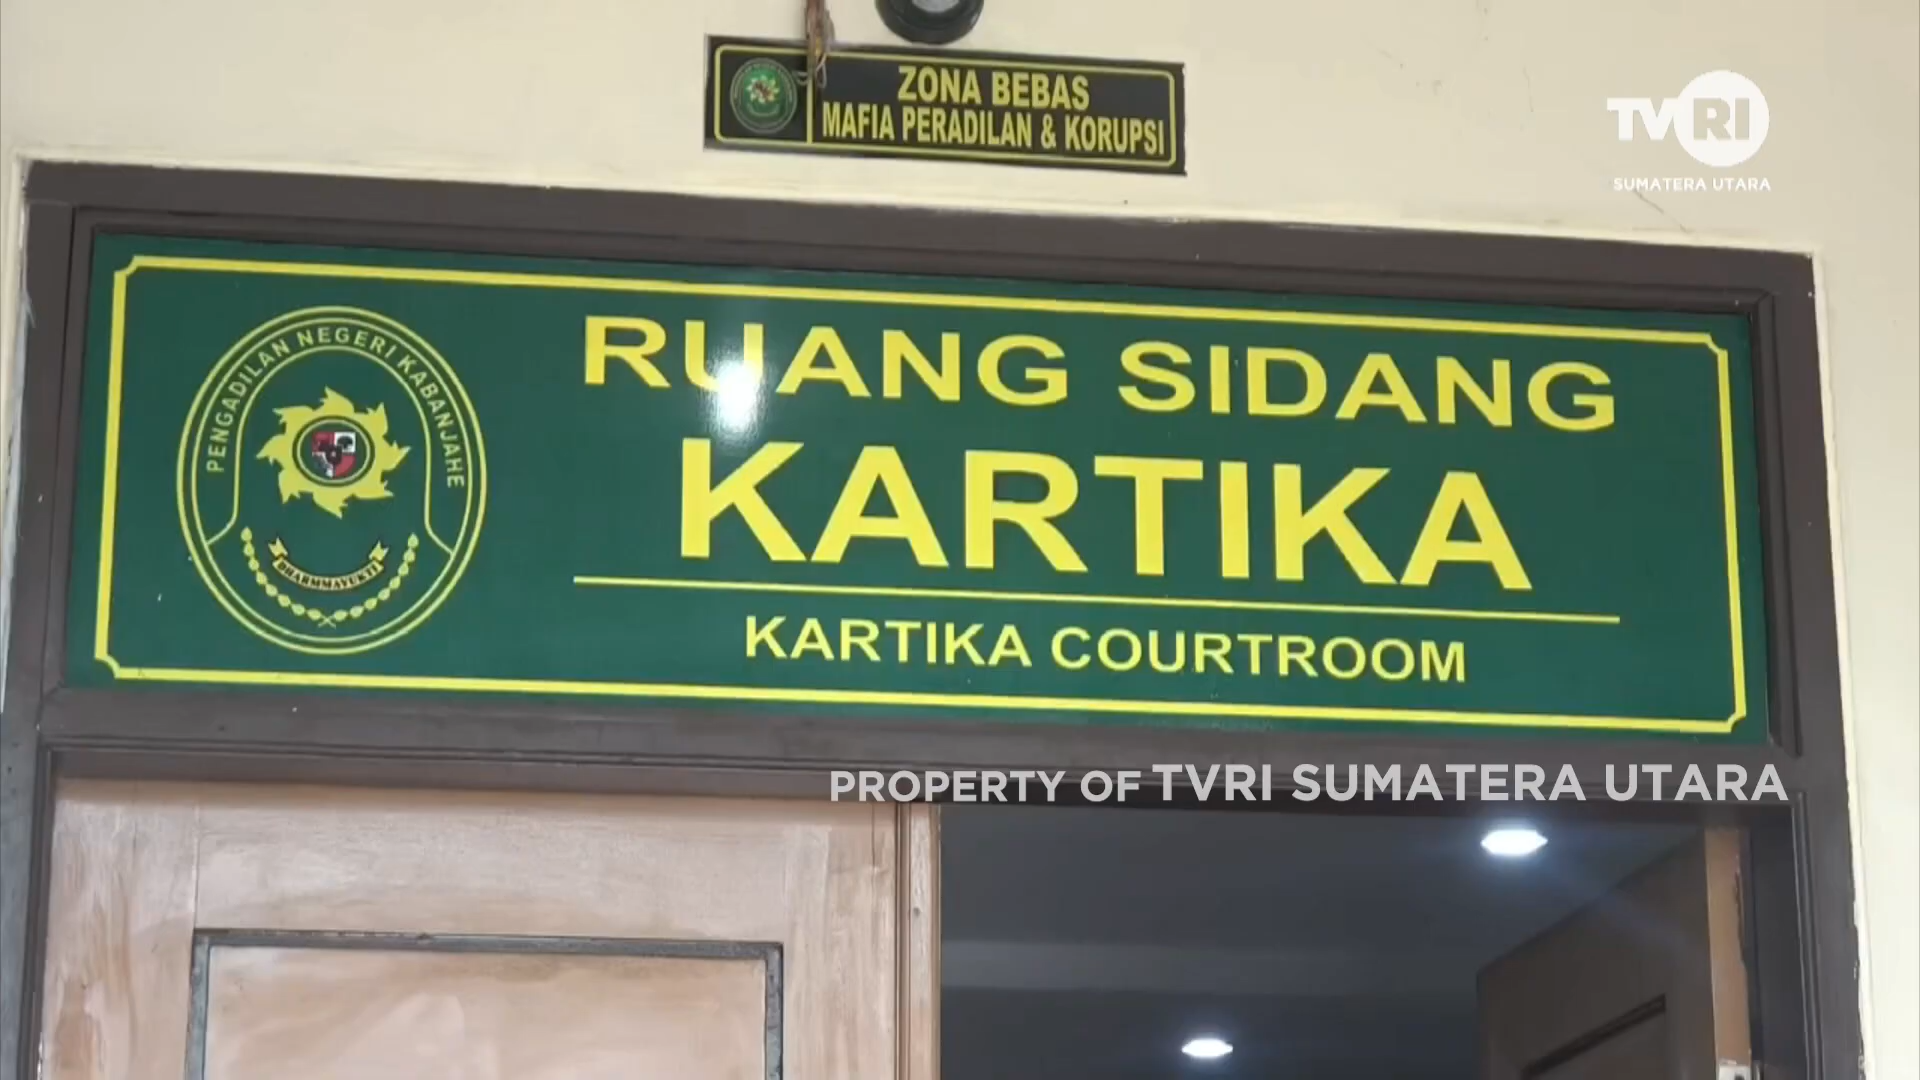 ZONA BEBAS
MAFIA PERADILAN & KORUPSI
TVRI
SUMATERA UTARA
PENGADILAN NEGERI KABANJAHE
DHARMMAYUKTI
RUANG SIDANG
KARTIKA
KARTIKA COURTROOM
PROPERTY OF TVRI SUMATERA UTARA